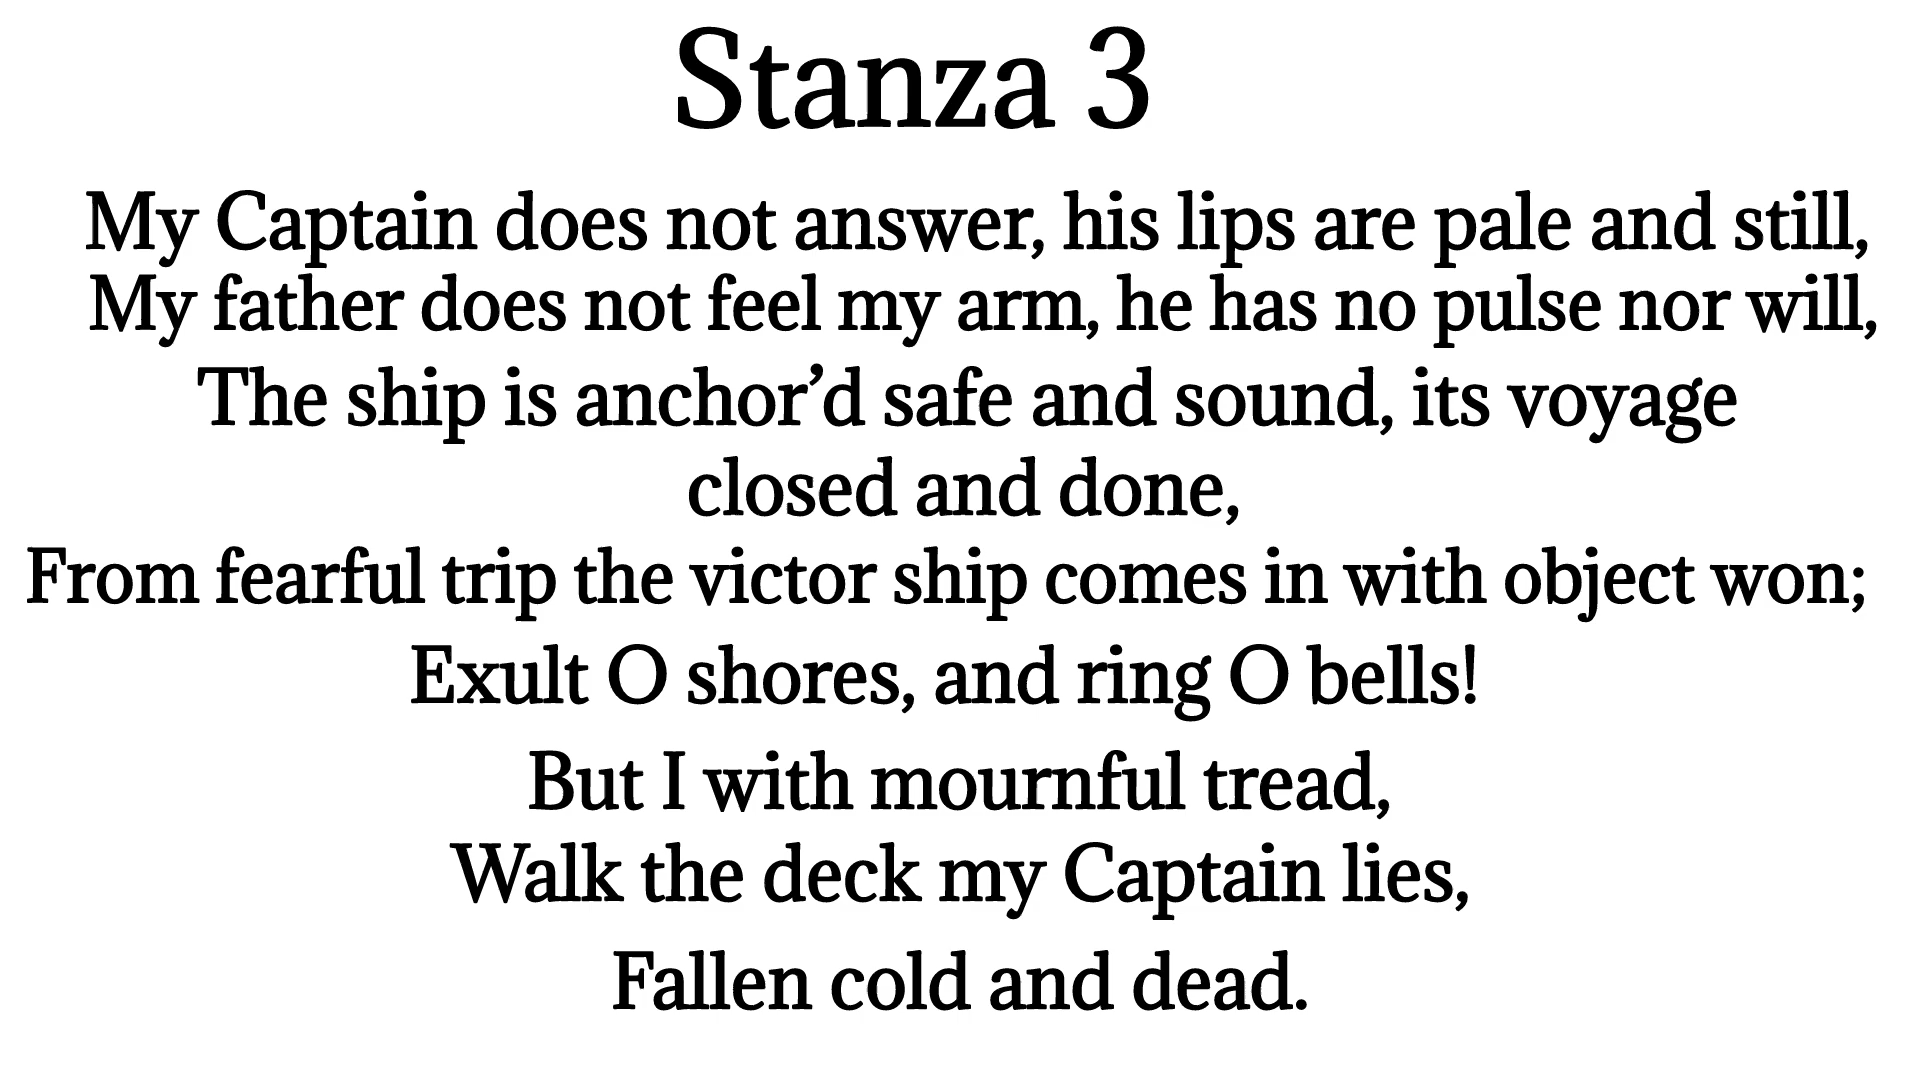 Stanza 3
My Captain does not answer, his lips are pale and still,
My father does not feel my arm, he has no pulse nor will,
The ship is anchor’d safe and sound, its voyage
closed and done,
From fearful trip the victor ship comes in with object won;
Exult O shores, and ring O bells!
But I with mournful tread,
Walk the deck my Captain lies,
Fallen cold and dead.